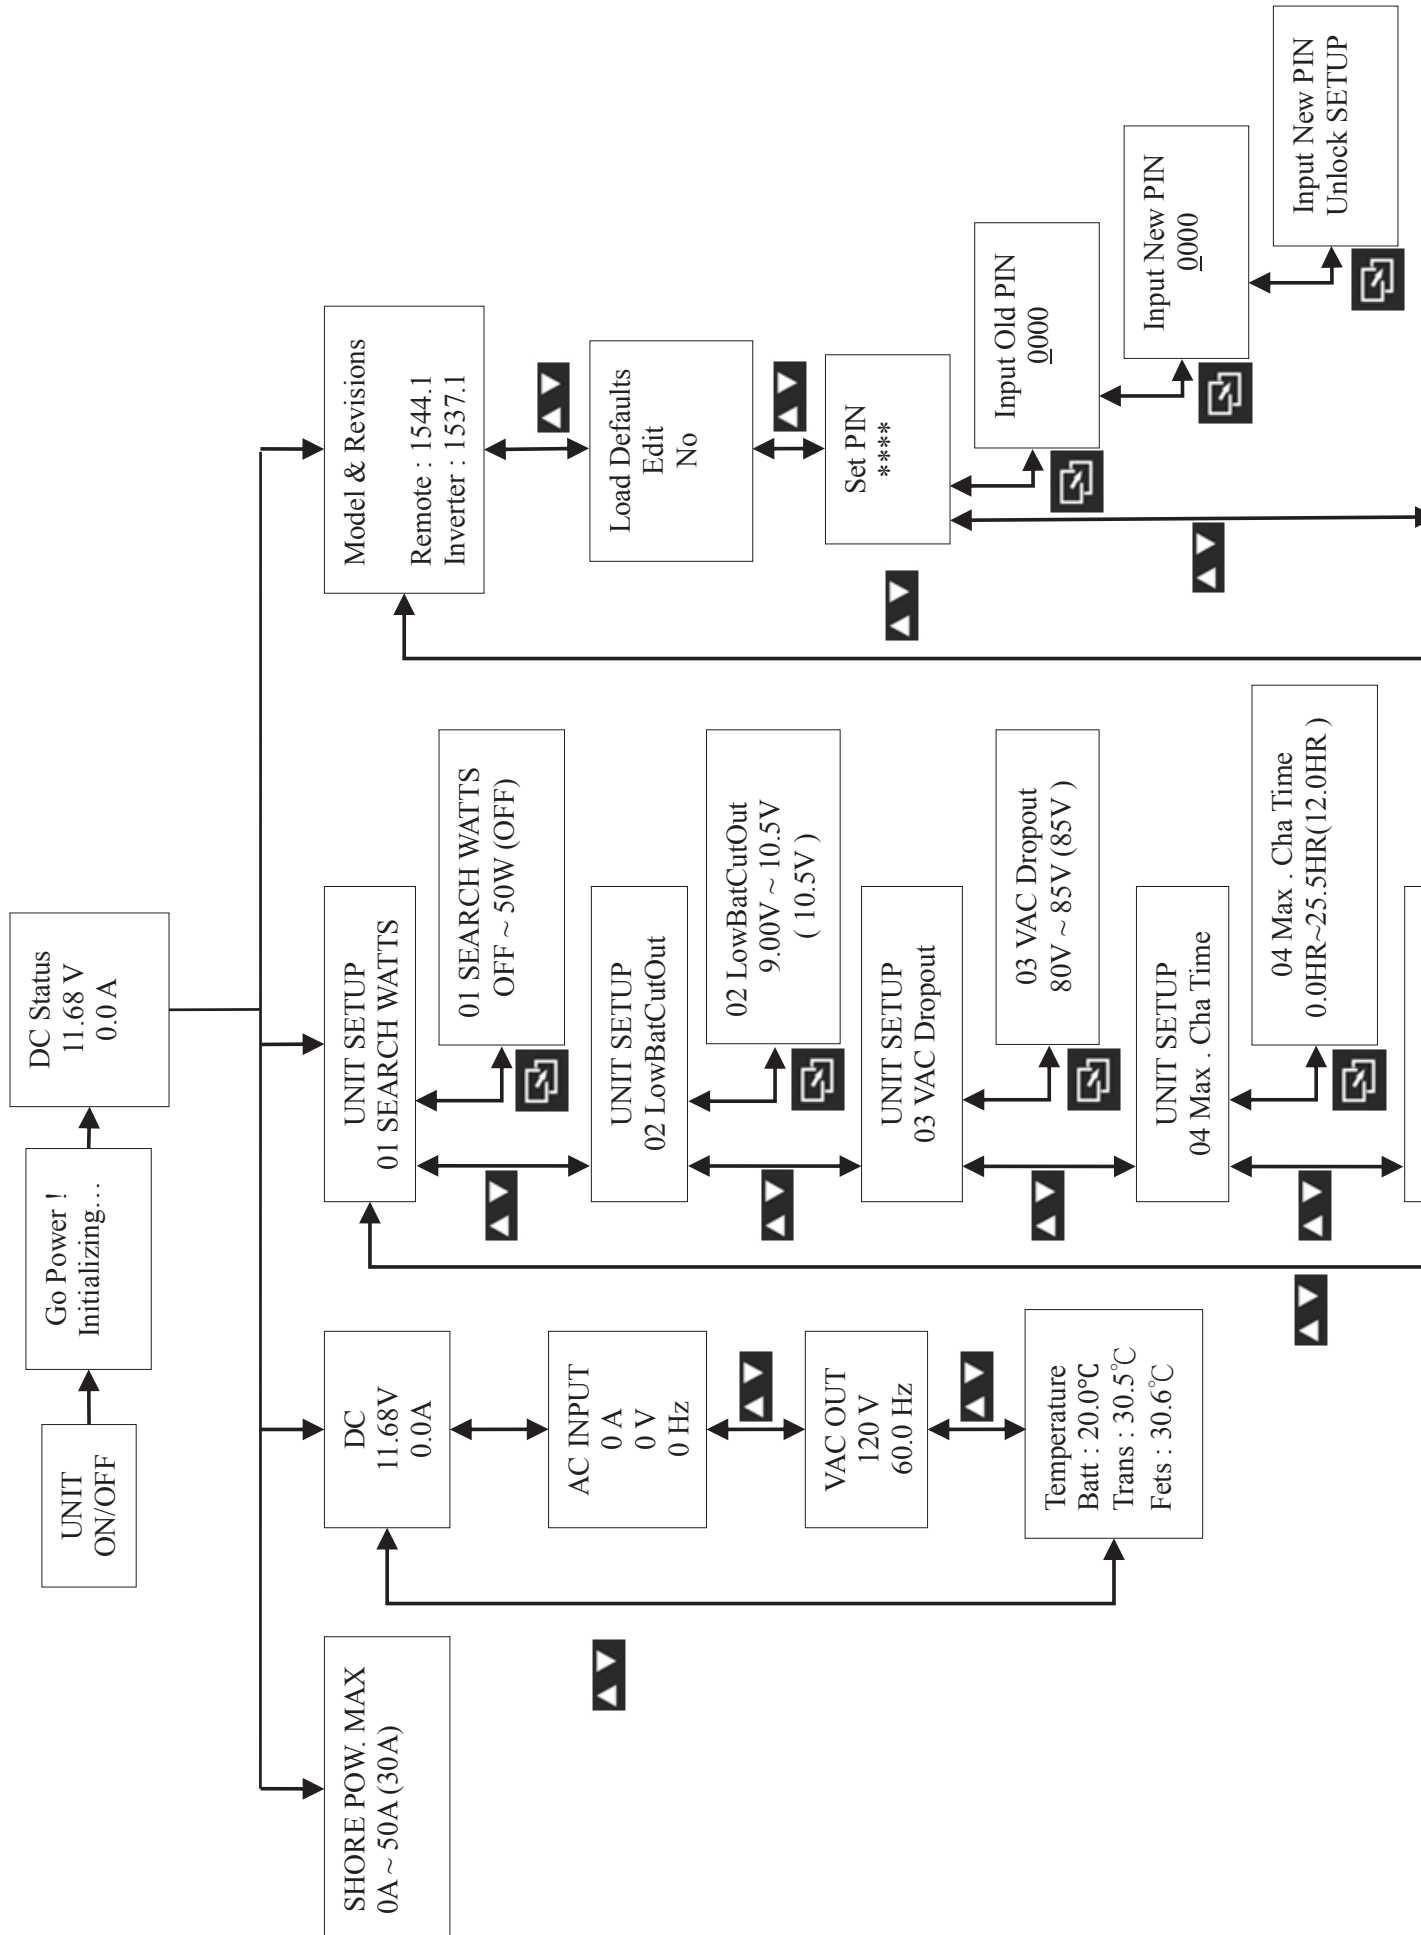 UNIT
ON/OFF
Go Power !
Initializing…
DC Status
11.68 V
0.0 A
SHORE POW. MAX
0A ~ 50A (30A)
DC
11.68V
0.0A
AC INPUT
0 A
0 V
0 Hz
VAC OUT
120 V
60.0 Hz
Temperature
Batt : 20.0℃
Trans : 30.5℃
Fets : 30.6℃
UNIT SETUP
01 SEARCH WATTS
01 SEARCH WATTS
OFF ~ 50W (OFF)
UNIT SETUP
02 LowBatCutOut
02 LowBatCutOut
9.00V ~ 10.5V
( 10.5V )
UNIT SETUP
03 VAC Dropout
03 VAC Dropout
80V ~ 85V (85V )
UNIT SETUP
04 Max . Cha Time
04 Max . Cha Time
0.0HR~25.5HR(12.0HR )
Model & Revisions
Remote : 1544.1
Inverter : 1537.1
Load Defaults
Edit
No
Set PIN
****
Input Old PIN
0000
Input New PIN
0000
Input New PIN
Unlock SETUP